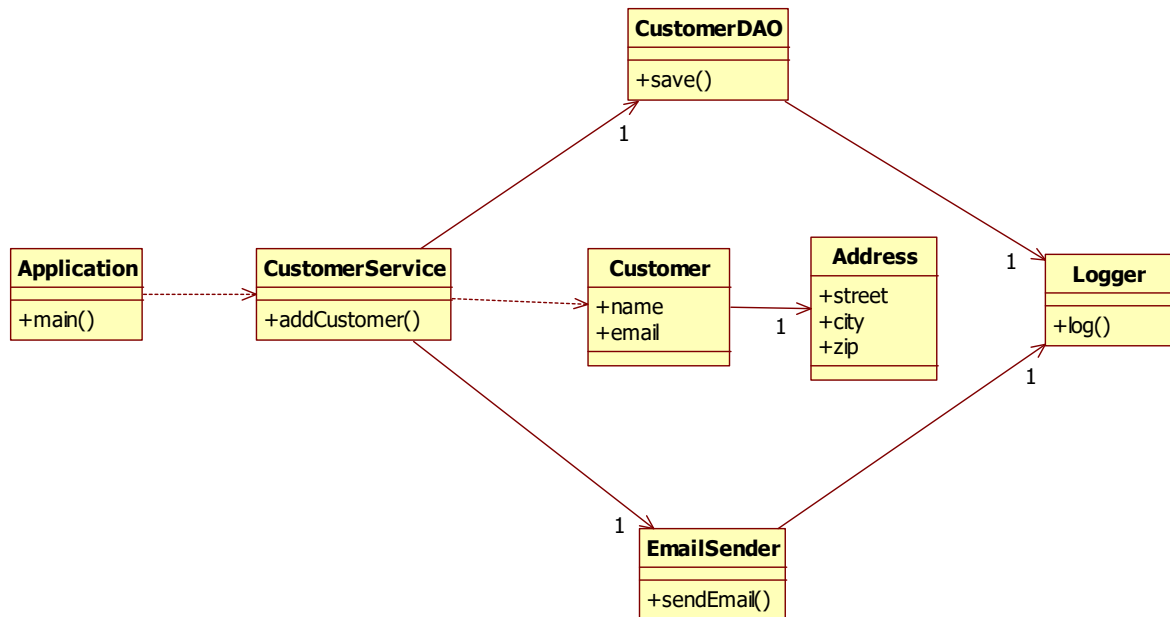 CustomerDAO
+save()
1
Application
+main()
CustomerService
+addCustomer()
Customer
+name
+email
1
Address
+street
+city
+zip
1
Logger
+log()
1
1
EmailSender
+sendEmail()